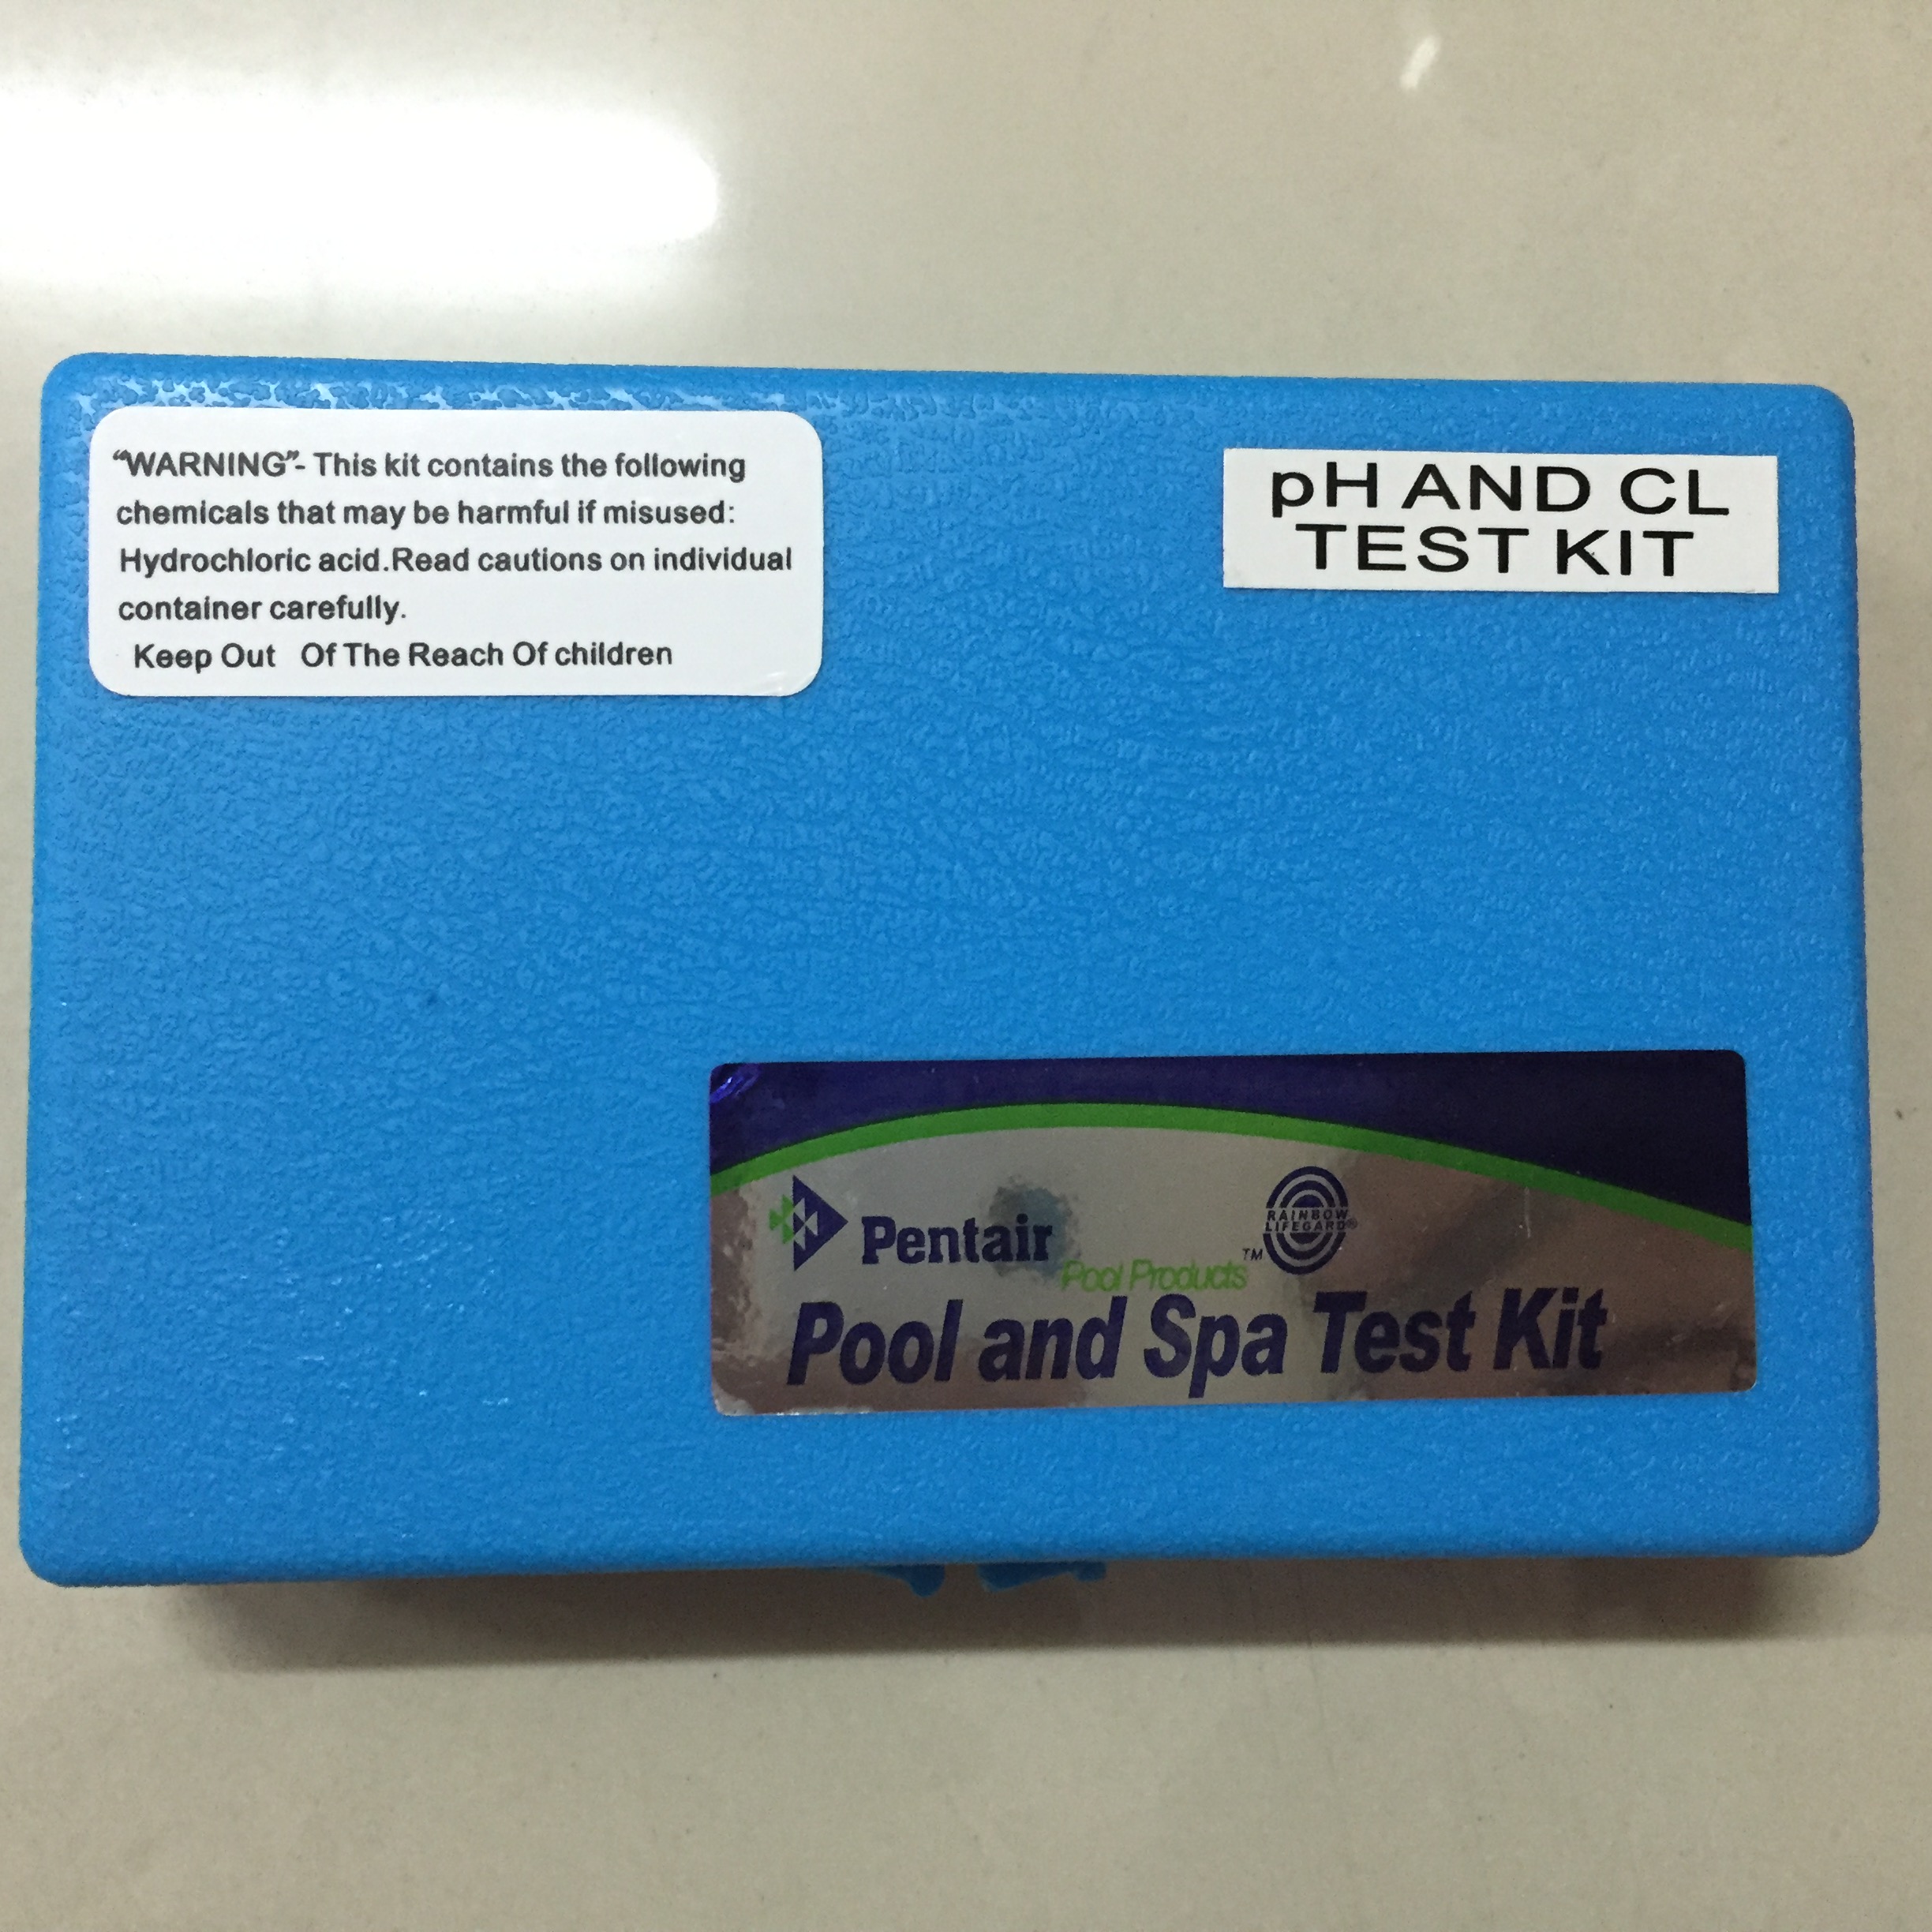 “WARNING”- This kit contains the following
chemicals that may be harmful if misused:
Hydrochloric acid.Read cautions on individual
container carefully.
Keep Out Of The Reach Of children
pH AND CL
TEST KIT
Pentair
Pool Products™
RAINBOW
LIFEGARD®
Pool and Spa Test Kit